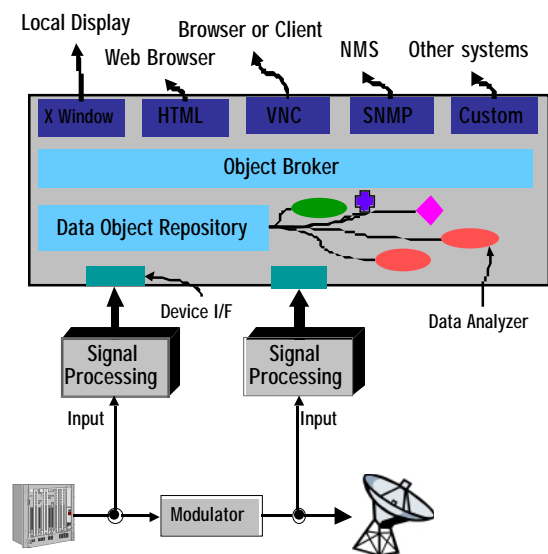 Local Display
Browser or Client
Web Browser
NMS
Other systems
X Window
HTML
VNC
SNMP
Custom
Object Broker
Data Object Repository
Device I/F
Data Analyzer
Signal
Processing
Signal
Processing
Input
Input
Modulator